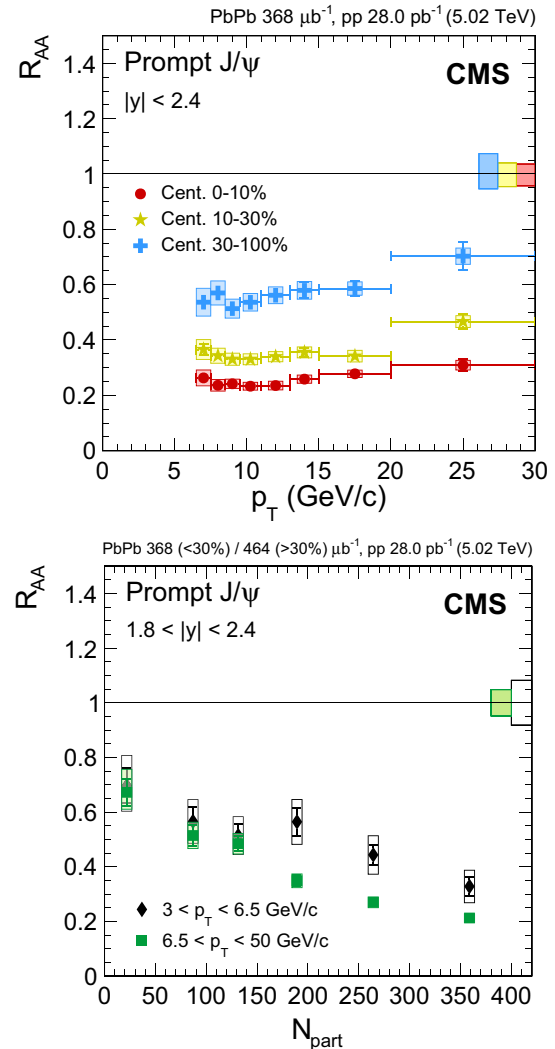 PbPb 368 μb⁻¹, pp 28.0 pb⁻¹ (5.02 TeV)
R_AA
Prompt J/ψ
CMS
|y| < 2.4
Cent. 0-10%
Cent. 10-30%
Cent. 30-100%
1.4
1.2
1
0.8
0.6
0.4
0.2
0
0 5 10 15 20 25 30
p_T (GeV/c)
PbPb 368 (<30%) / 464 (>30%) μb⁻¹, pp 28.0 pb⁻¹ (5.02 TeV)
R_AA
Prompt J/ψ
CMS
1.8 < |y| < 2.4
1.4
1.2
1
0.8
0.6
0.4
0.2
0
3 < p_T < 6.5 GeV/c
6.5 < p_T < 50 GeV/c
0 50 100 150 200 250 300 350 400
N_part